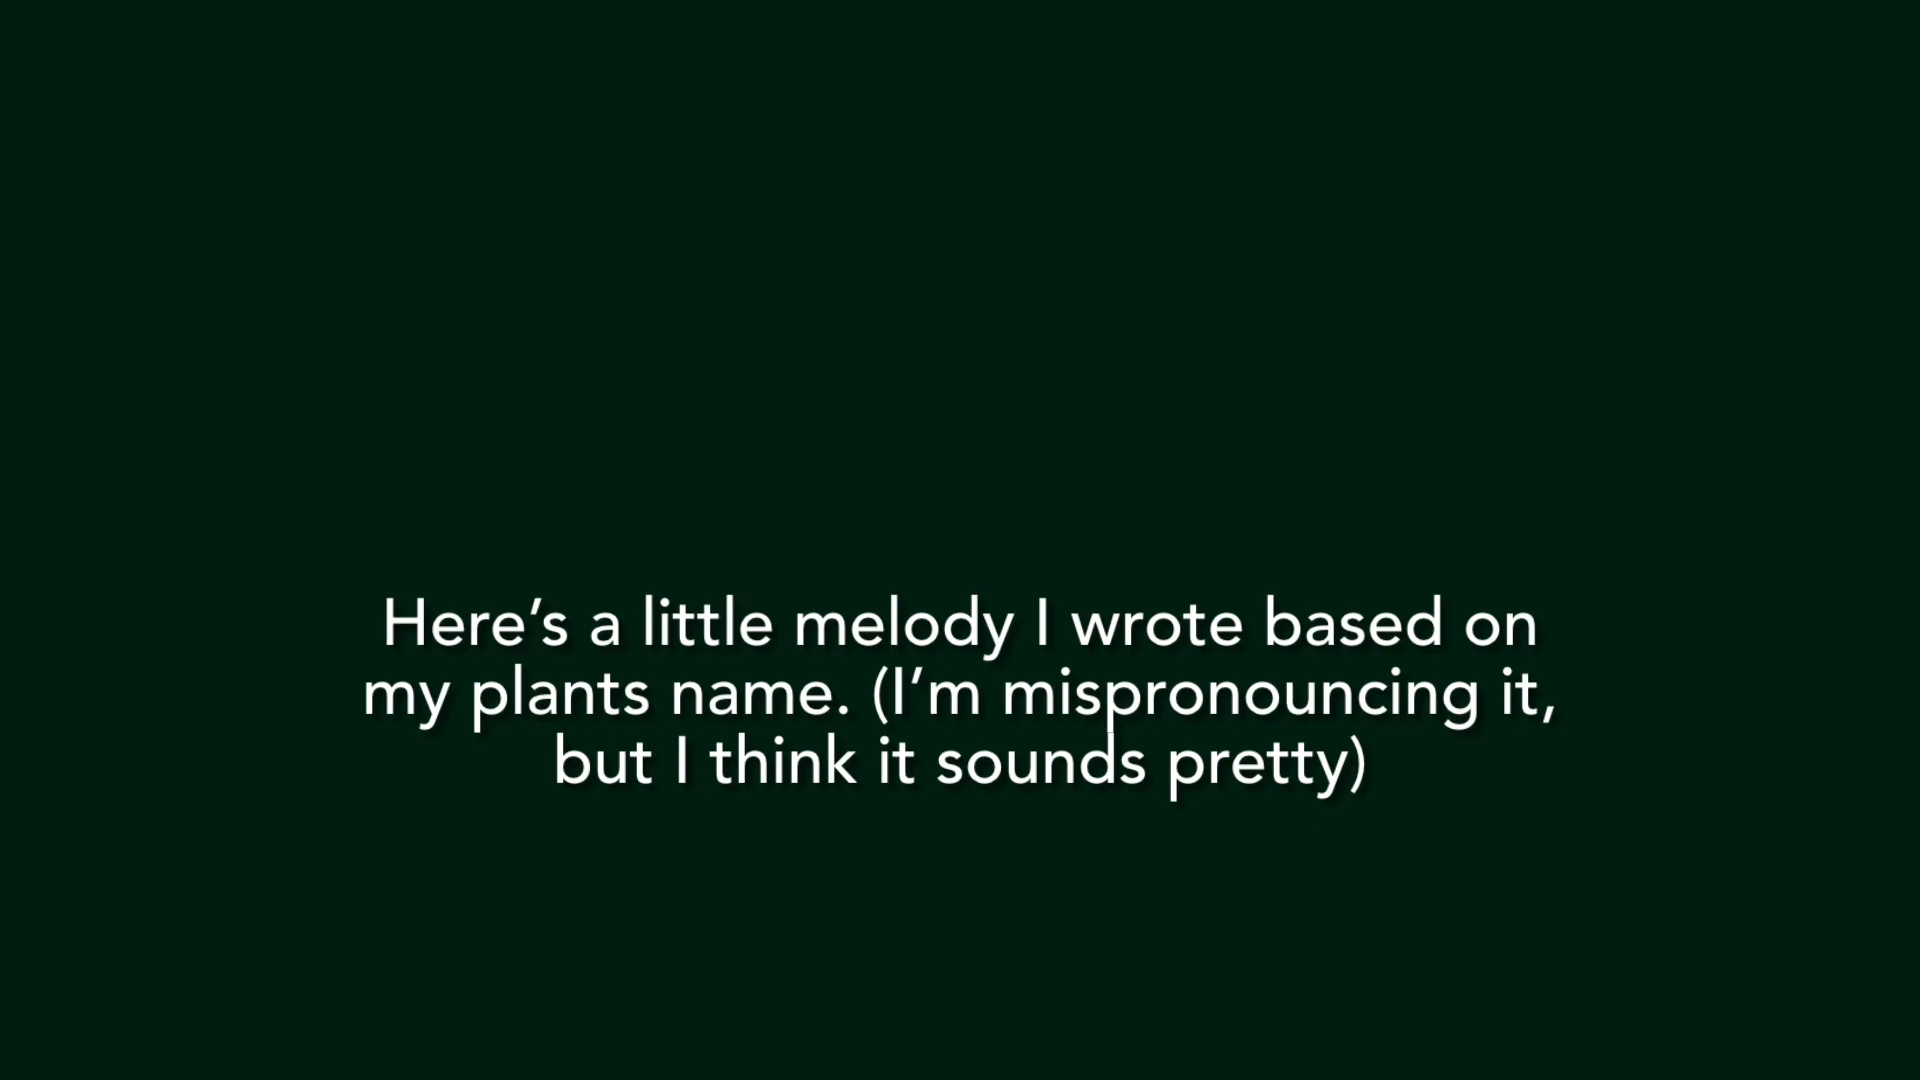 Here’s a little melody I wrote based on
my plants name. (I’m mispronouncing it,
but I think it sounds pretty)